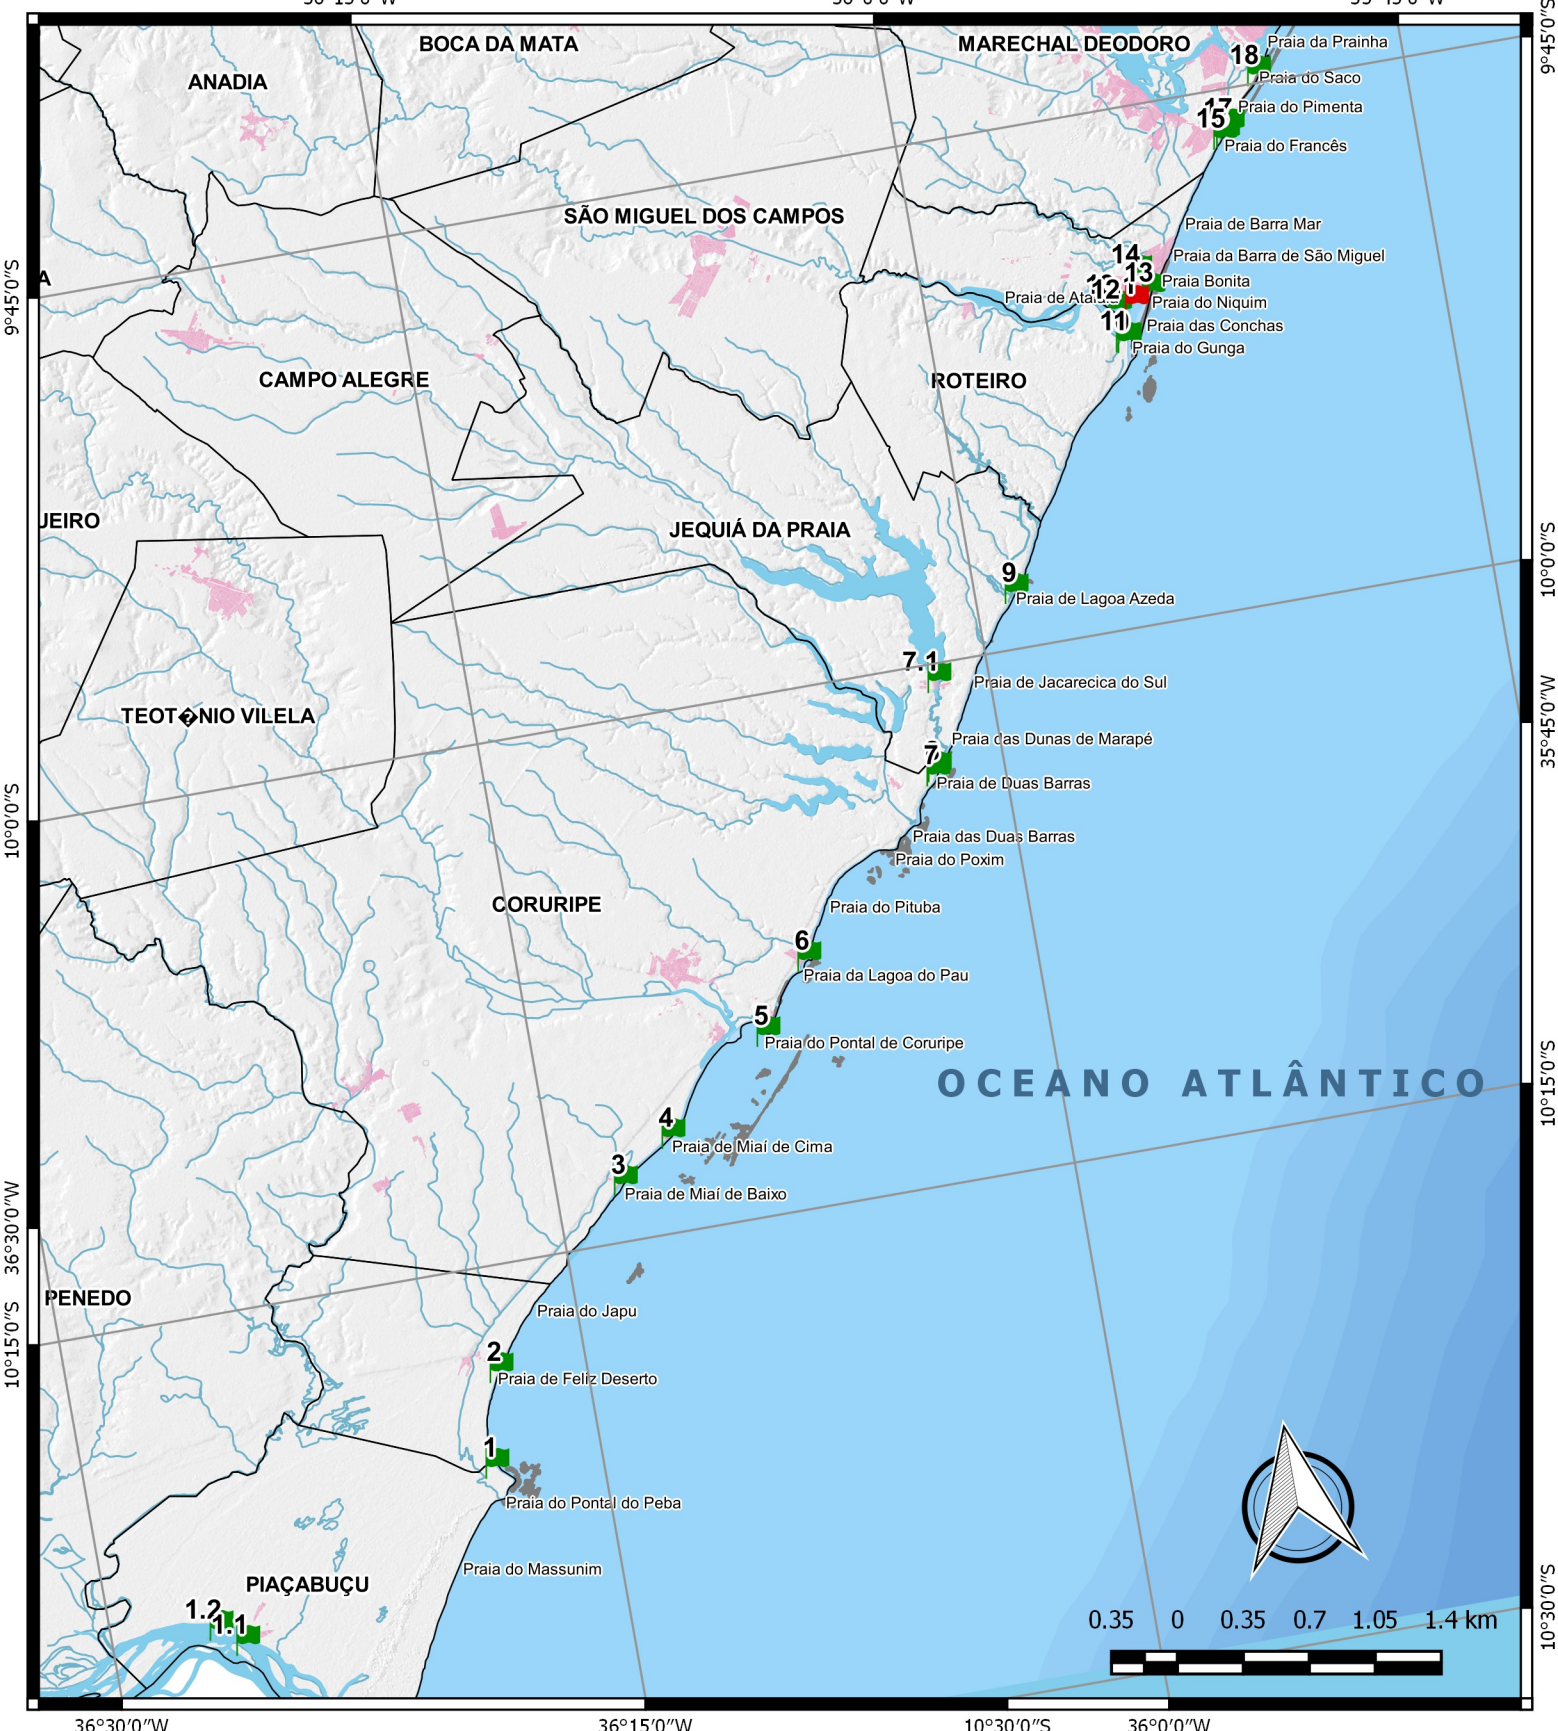 BOCA DA MATA
MARECHAL DEODORO
18
Praia da Prainha
9°45'0"S
ANADIA
Praia do Saco
17
Praia do Pimenta
15
Praia do Francês
SÃO MIGUEL DOS CAMPOS
Praia de Barra Mar
14
Praia da Barra de São Miguel
13
Praia Bonita
A
12
Praia de
Praia do Niquim
9°45'0"S
11
Praia das Conchas
Praia do Gunga
CAMPO ALEGRE
ROTEIRO
JEIRO
JEQUIÁ DA PRAIA
10°0'0"S
9
Praia de Lagoa Azeda
7.1
Praia de Jacarecica do Sul
TEOT�NIO VILELA
35°45'0"W
Praia das Dunas de Marapé
7
Praia de Duas Barras
10°0'0"S
Praia das Duas Barras
Praia do Poxim
CORURIPE
Praia do Pituba
6
Praia da Lagoa do Pau
5
Praia do Pontal de Coruripe
OCEANO ATLÂNTICO
10°15'0"S
4
Praia de Miaí de Cima
3
Praia de Miaí de Baixo
36°30'0"W
PENEDO
Praia do Japu
10°15'0"S
2
Praia de Feliz Deserto
1
Praia do Pontal do Peba
Praia do Massunim
PIAÇABUÇU
1.2
1.1
0.35 0 0.35 0.7 1.05 1.4 km
10°30'0"S
36°30'0"W
36°15'0"W
10°30'0"S
36°0'0"W